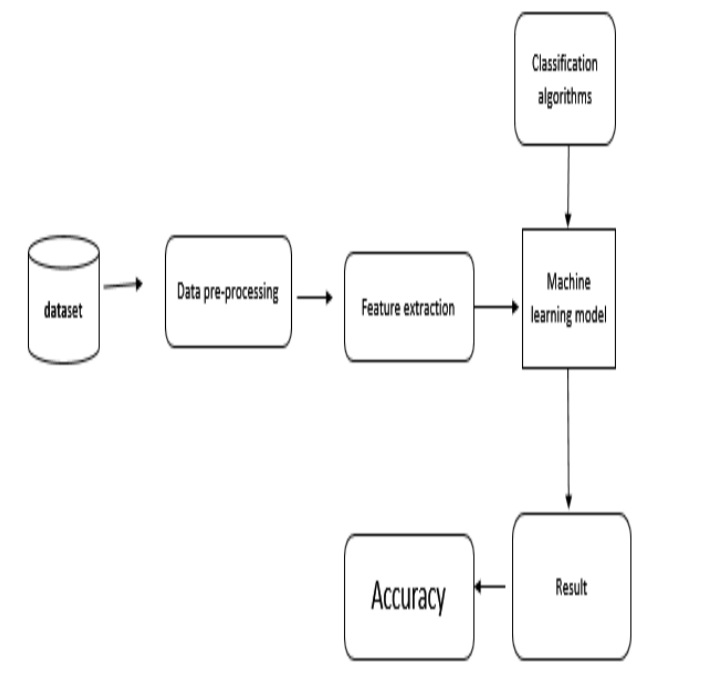 Classification
algorithms
dataset
Data pre-processing
Feature extraction
Machine
learning model
Accuracy
Result